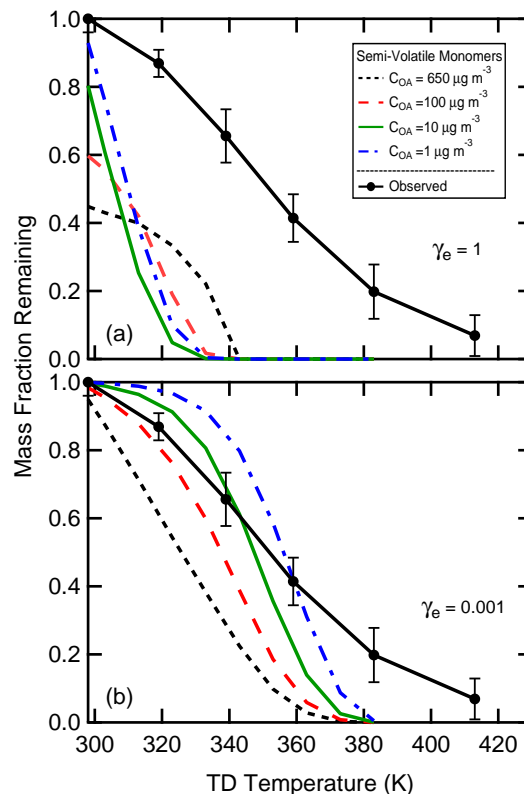 1.0
0.8
0.6
0.4
0.2
0.0
Semi-Volatile Monomers
C_OA = 650 μg m⁻³
C_OA =100 μg m⁻³
C_OA =10 μg m⁻³
C_OA =1 μg m⁻³
Observed
γ_e = 1
(a)
Mass Fraction Remaining
1.0
0.8
0.6
0.4
0.2
0.0
γ_e = 0.001
(b)
300 320 340 360 380 400 420
TD Temperature (K)